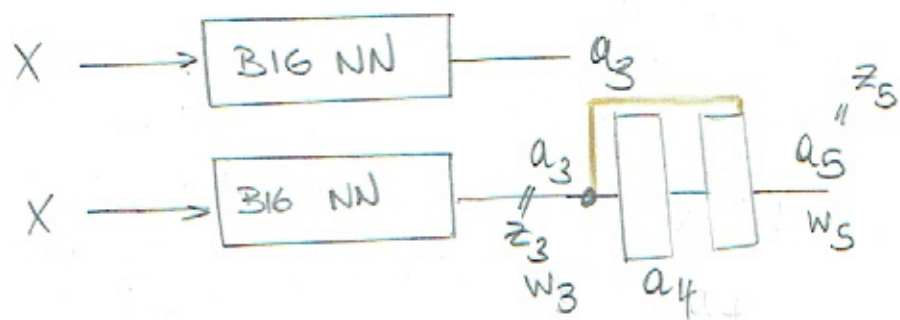 X BIG NN a₃
z₅
X BIG NN a₃ a₅
z₃ w₅
w₃ a₄